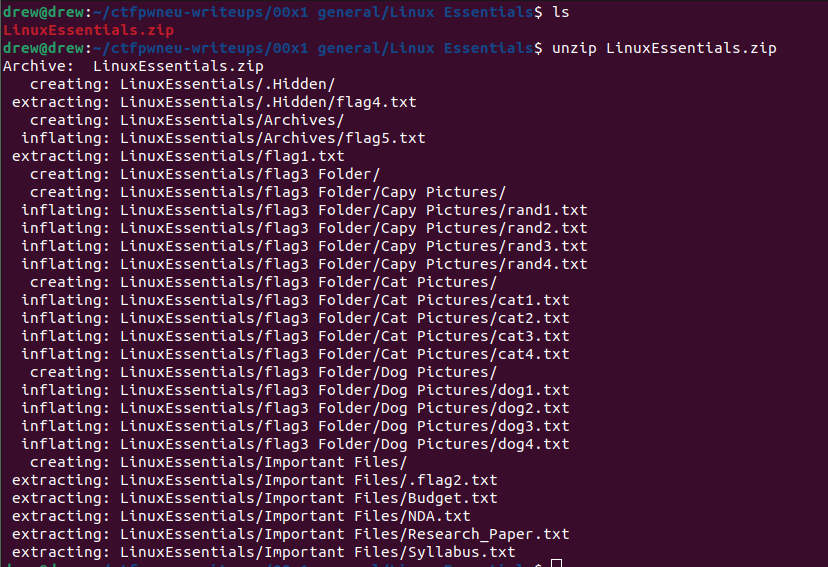 drew@drew:~/ctfpwneu-writeups/00x1 general/Linux Essentials$ ls
LinuxEssentials.zip
drew@drew:~/ctfpwneu-writeups/00x1 general/Linux Essentials$ unzip LinuxEssentials.zip
Archive:  LinuxEssentials.zip
   creating: LinuxEssentials/.Hidden/
 extracting: LinuxEssentials/.Hidden/flag4.txt
   creating: LinuxEssentials/Archives/
  inflating: LinuxEssentials/Archives/flag5.txt
 extracting: LinuxEssentials/flag1.txt
   creating: LinuxEssentials/flag3 Folder/
   creating: LinuxEssentials/flag3 Folder/Capy Pictures/
  inflating: LinuxEssentials/flag3 Folder/Capy Pictures/rand1.txt
  inflating: LinuxEssentials/flag3 Folder/Capy Pictures/rand2.txt
  inflating: LinuxEssentials/flag3 Folder/Capy Pictures/rand3.txt
  inflating: LinuxEssentials/flag3 Folder/Capy Pictures/rand4.txt
   creating: LinuxEssentials/flag3 Folder/Cat Pictures/
  inflating: LinuxEssentials/flag3 Folder/Cat Pictures/cat1.txt
  inflating: LinuxEssentials/flag3 Folder/Cat Pictures/cat2.txt
  inflating: LinuxEssentials/flag3 Folder/Cat Pictures/cat3.txt
  inflating: LinuxEssentials/flag3 Folder/Cat Pictures/cat4.txt
   creating: LinuxEssentials/flag3 Folder/Dog Pictures/
  inflating: LinuxEssentials/flag3 Folder/Dog Pictures/dog1.txt
  inflating: LinuxEssentials/flag3 Folder/Dog Pictures/dog2.txt
  inflating: LinuxEssentials/flag3 Folder/Dog Pictures/dog3.txt
  inflating: LinuxEssentials/flag3 Folder/Dog Pictures/dog4.txt
   creating: LinuxEssentials/Important Files/
 extracting: LinuxEssentials/Important Files/.flag2.txt
 extracting: LinuxEssentials/Important Files/Budget.txt
 extracting: LinuxEssentials/Important Files/NDA.txt
 extracting: LinuxEssentials/Important Files/Research_Paper.txt
 extracting: LinuxEssentials/Important Files/Syllabus.txt